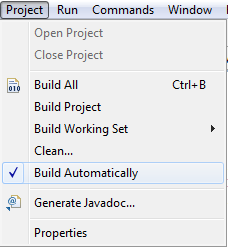 Project Run Commands Window
Open Project
Close Project
010
Build All Ctrl+B
Build Project
Build Working Set
Clean...
Build Automatically
@ Generate Javadoc...
Properties